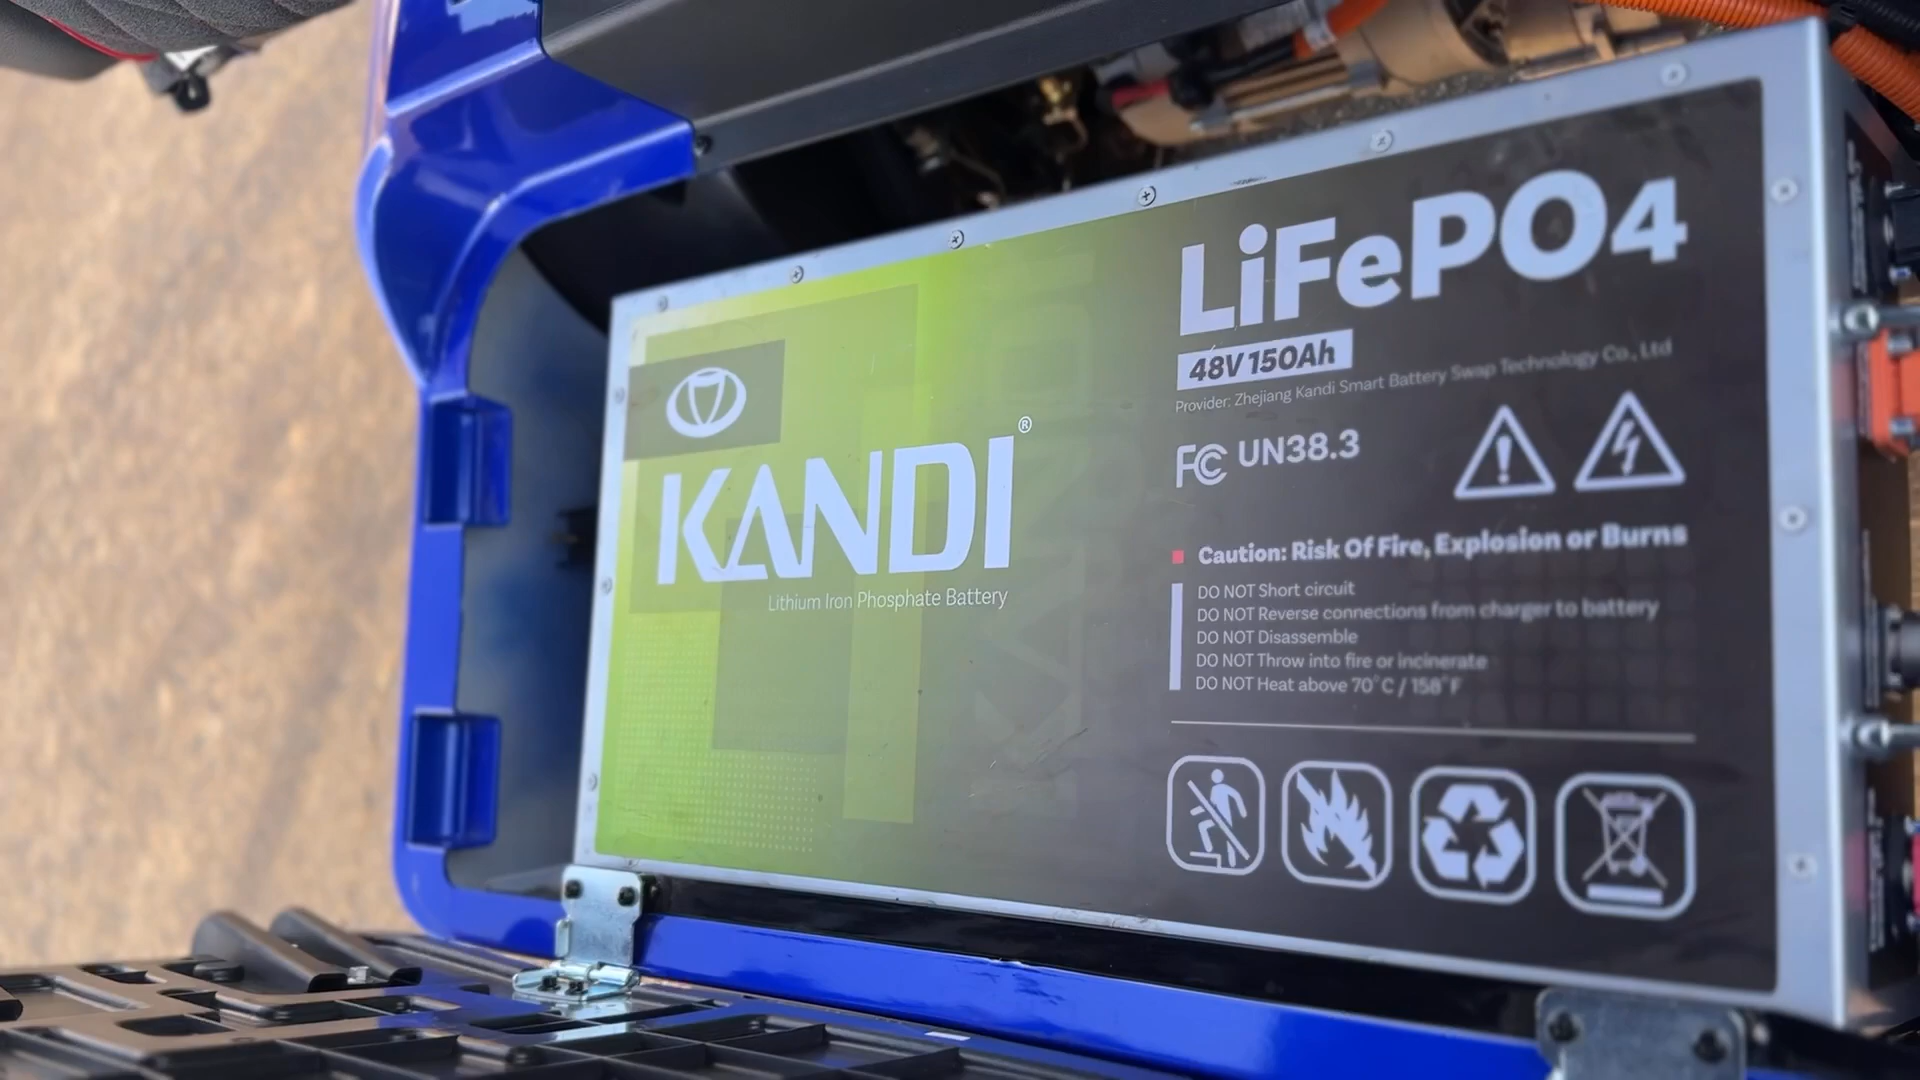 KANDI®
Lithium Iron Phosphate Battery
LiFePO4
48V 150Ah
Provider: Zhejiang Kandi Smart Battery Swap Technology Co., Ltd
FC UN38.3
Caution: Risk Of Fire, Explosion or Burns
DO NOT Short circuit
DO NOT Reverse connections from charger to battery
DO NOT Disassemble
DO NOT Throw into fire or incinerate
DO NOT Heat above 70°C / 158°F